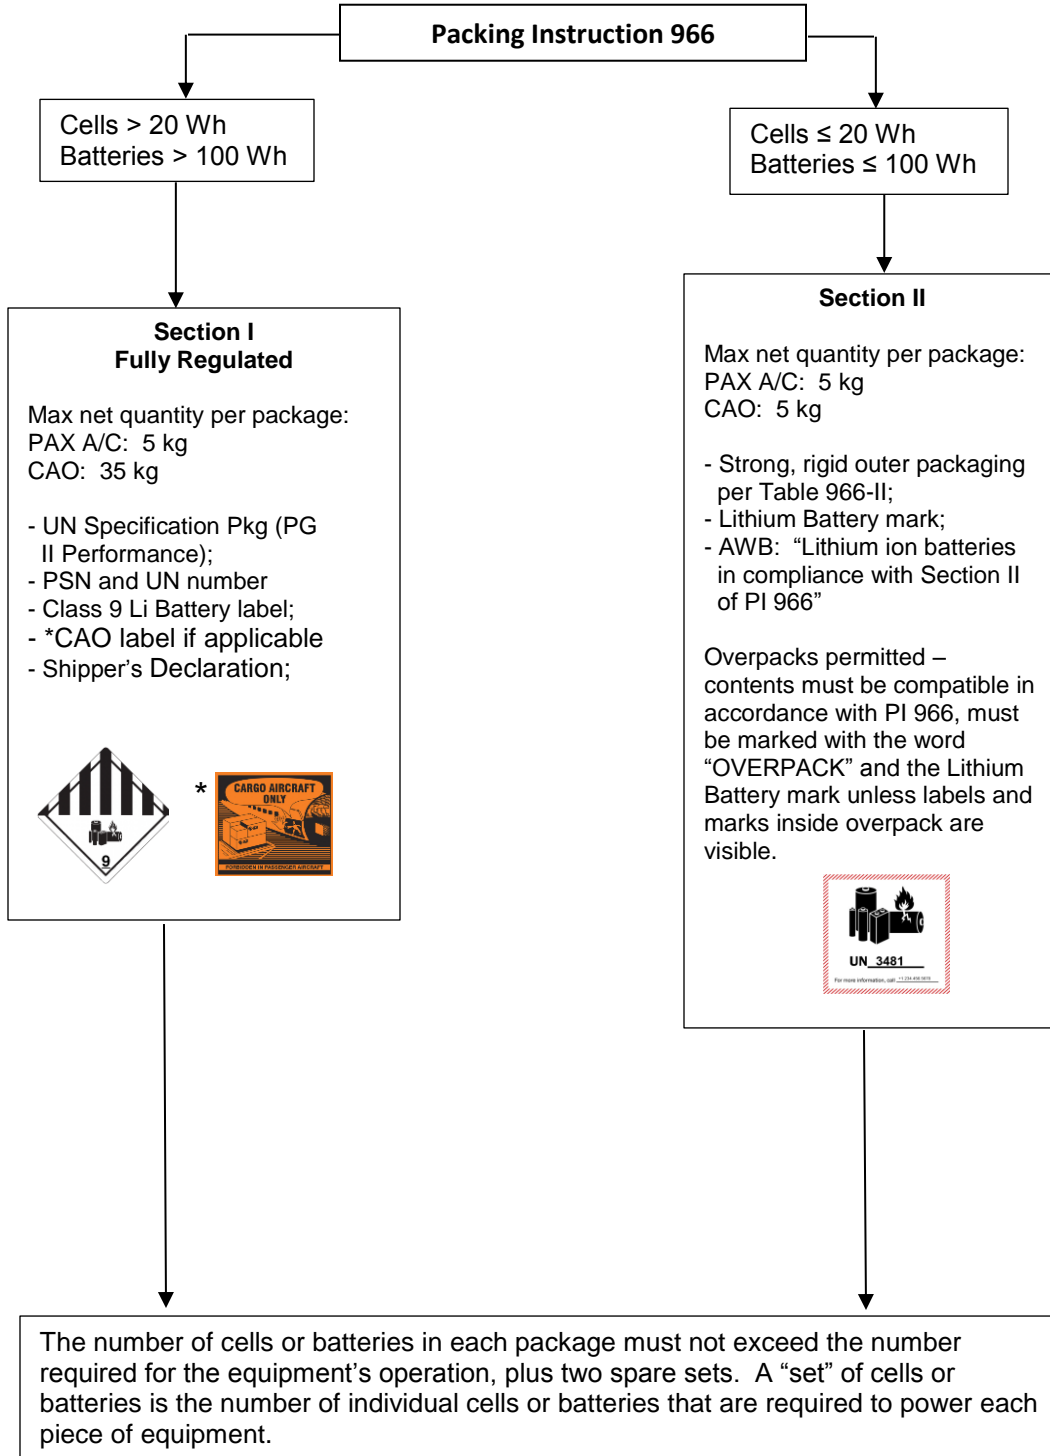 Packing Instruction 966
Cells > 20 Wh
Batteries > 100 Wh
Cells ≤ 20 Wh
Batteries ≤ 100 Wh
Section I
Fully Regulated
Max net quantity per package:
PAX A/C:  5 kg
CAO:  35 kg
- UN Specification Pkg (PG
II Performance);
- PSN and UN number
- Class 9 Li Battery label;
- *CAO label if applicable
- Shipper’s Declaration;
9
*
CARGO AIRCRAFT
ONLY
FORBIDDEN IN PASSENGER AIRCRAFT
Section II
Max net quantity per package:
PAX A/C:  5 kg
CAO:  5 kg
- Strong, rigid outer packaging
per Table 966-II;
- Lithium Battery mark;
- AWB:  “Lithium ion batteries
in compliance with Section II
of PI 966”
Overpacks permitted –
contents must be compatible in
accordance with PI 966, must
be marked with the word
“OVERPACK” and the Lithium
Battery mark unless labels and
marks inside overpack are
visible.
UN 3481
For more information, call
The number of cells or batteries in each package must not exceed the number
required for the equipment’s operation, plus two spare sets.  A “set” of cells or
batteries is the number of individual cells or batteries that are required to power each
piece of equipment.